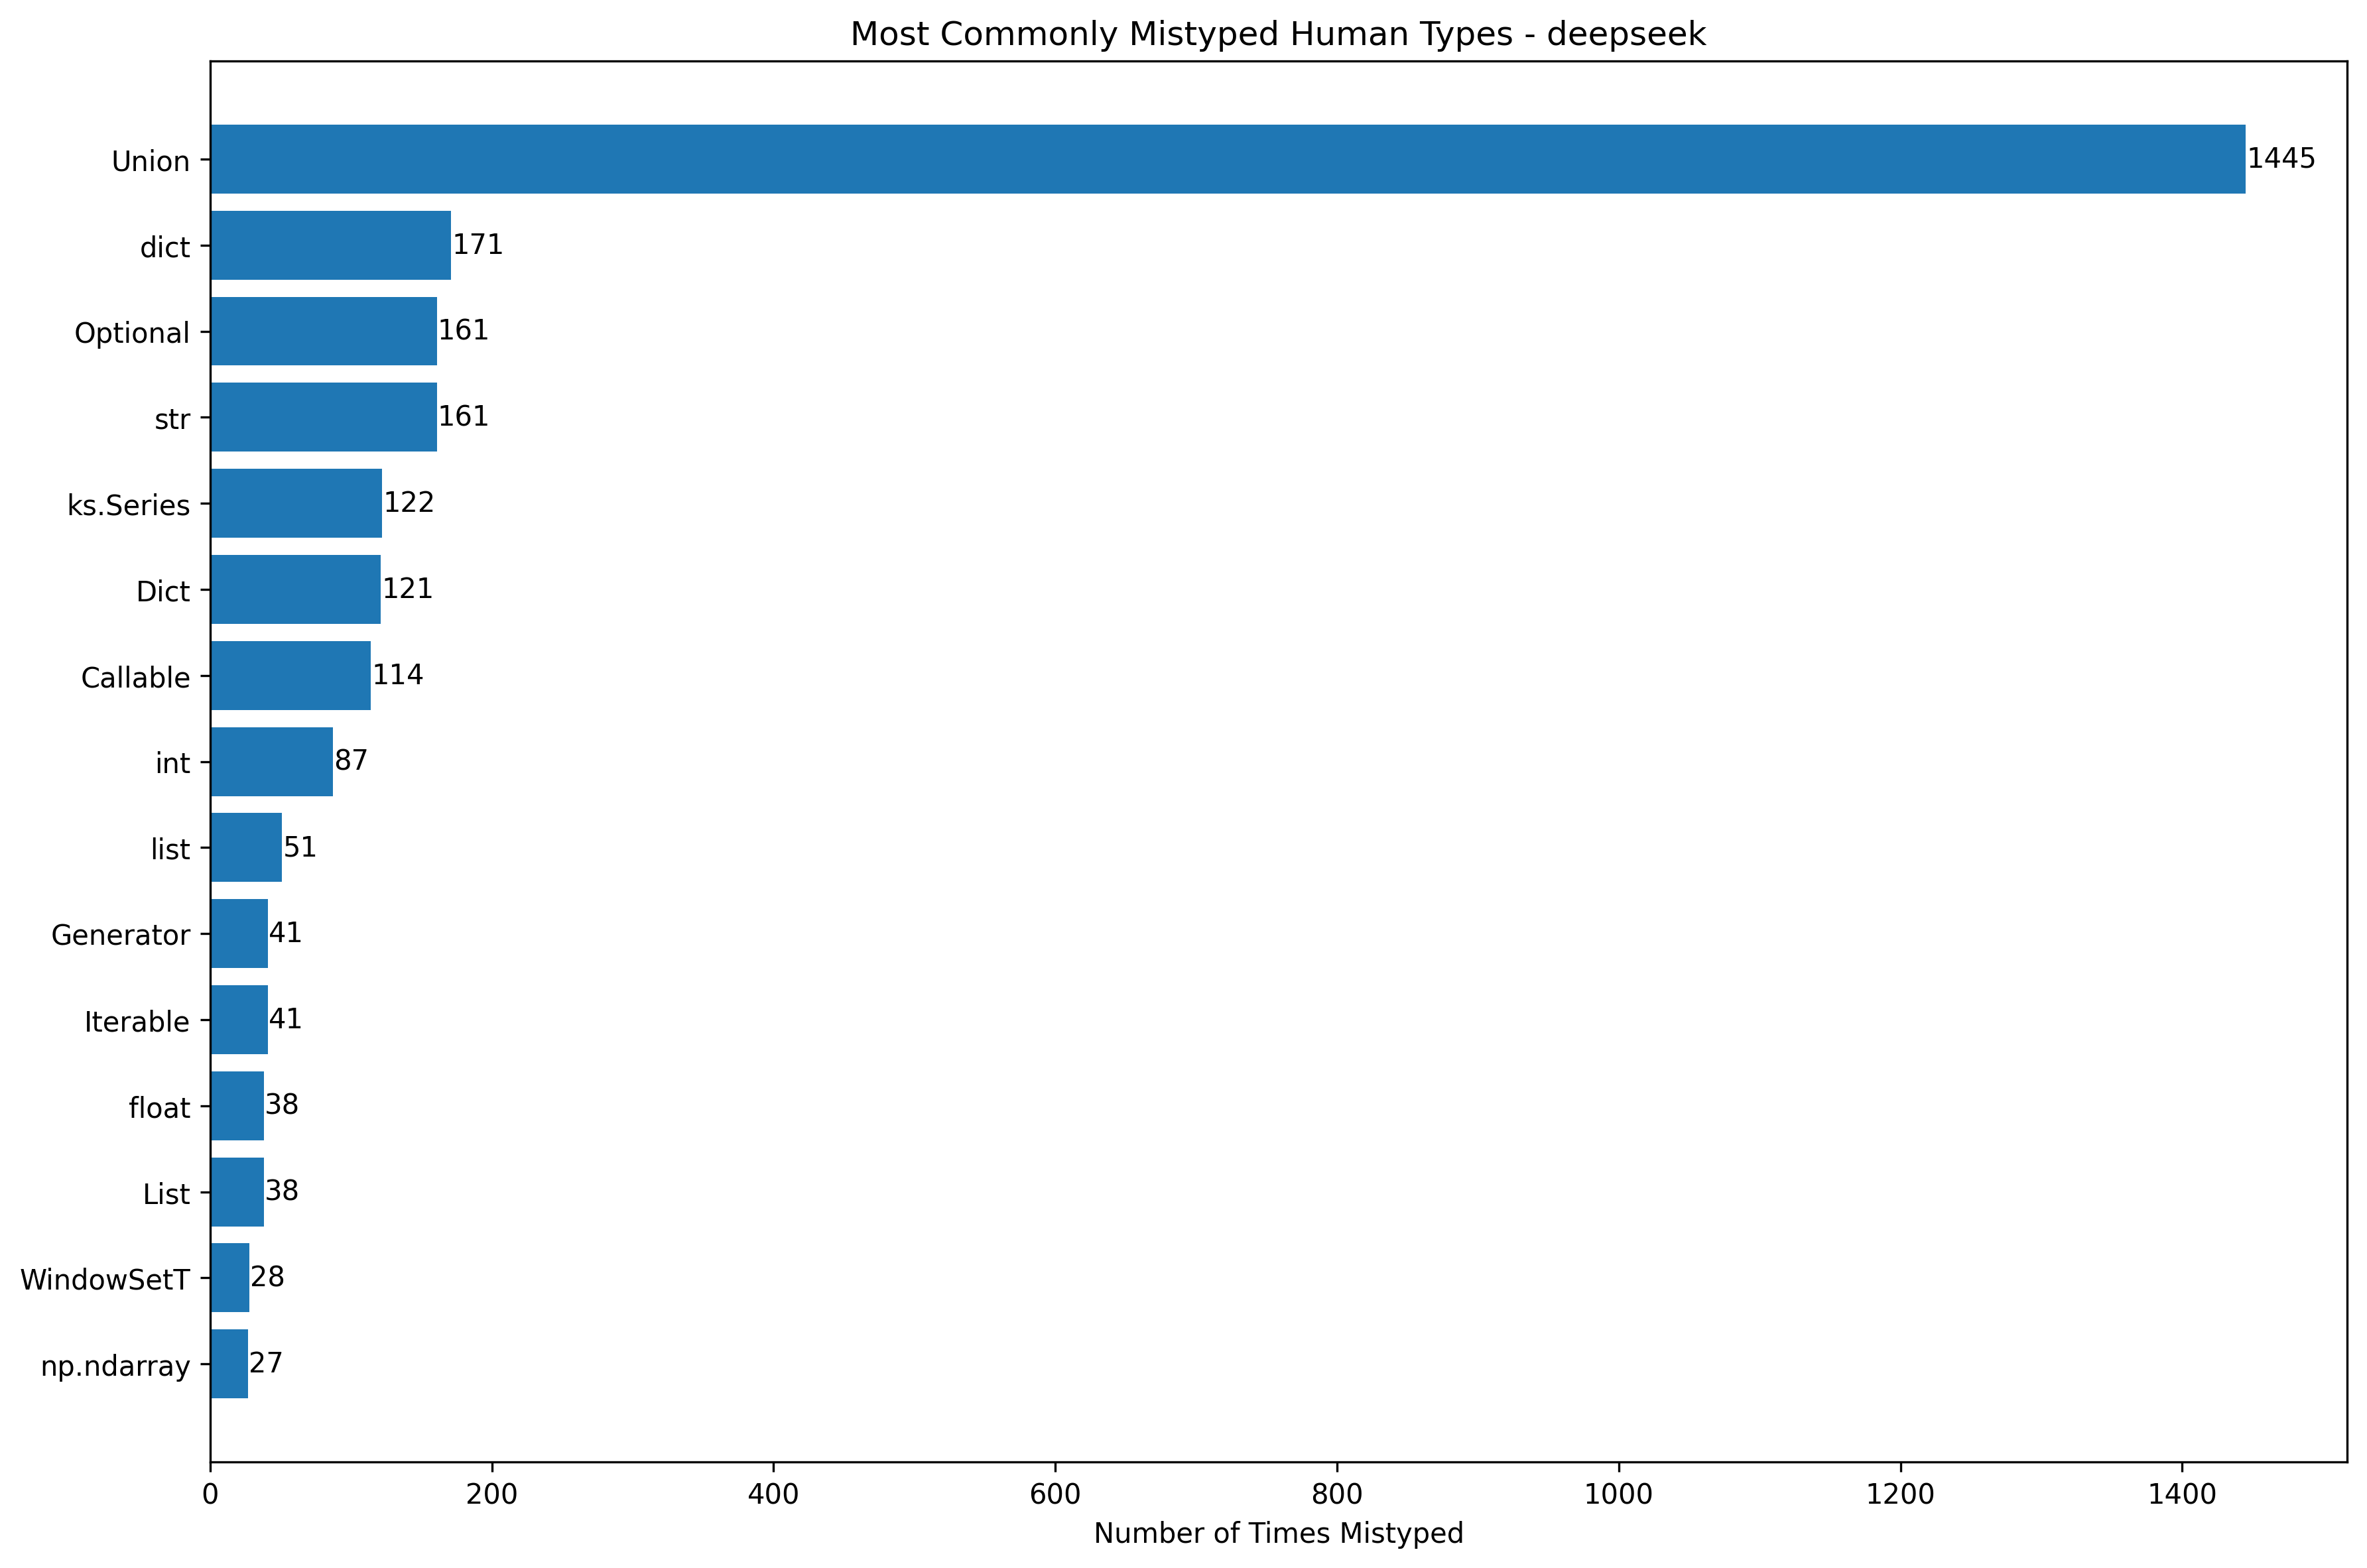 Most Commonly Mistyped Human Types - deepseek
Union 1445
dict 171
Optional 161
str 161
ks.Series 122
Dict 121
Callable 114
int 87
list 51
Generator 41
Iterable 41
float 38
List 38
WindowSetT 28
np.ndarray 27
0 200 400 600 800 1000 1200 1400
Number of Times Mistyped